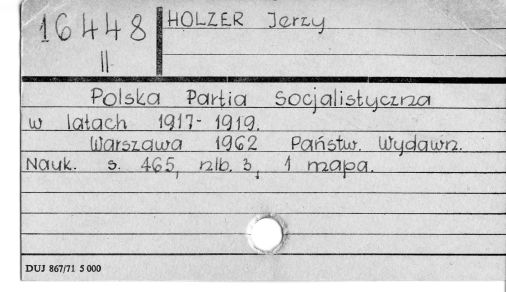 16448
II
HOLZER Jerzy
Polska Partia Socjalistyczna
w latach 1917-1919.
Warszawa 1962 Państw. Wydawn.
Nauk. s. 465, nlb. 3, 1 mapa.
DUJ 867/71 5 000